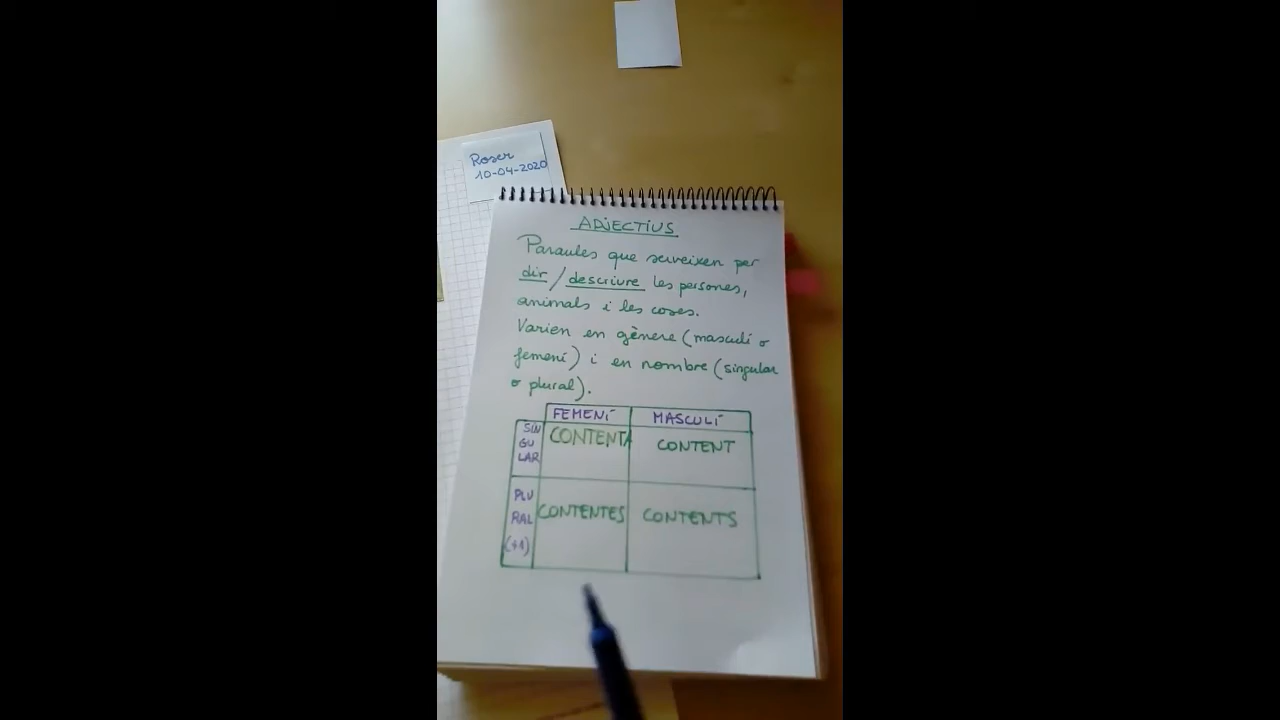 Roser
10-04-2020
ADJECTIUS
Paraules que serveixen per
dir / descriure les persones,
animals i les coses.
Varien en gènere (masculí o
femení) i en nombre (singular
o plural).
FEMENÍ MASCULÍ
SIN
GU
LAR
CONTENTA CONTENT
PLU
RAL
(+1)
CONTENTES CONTENTS